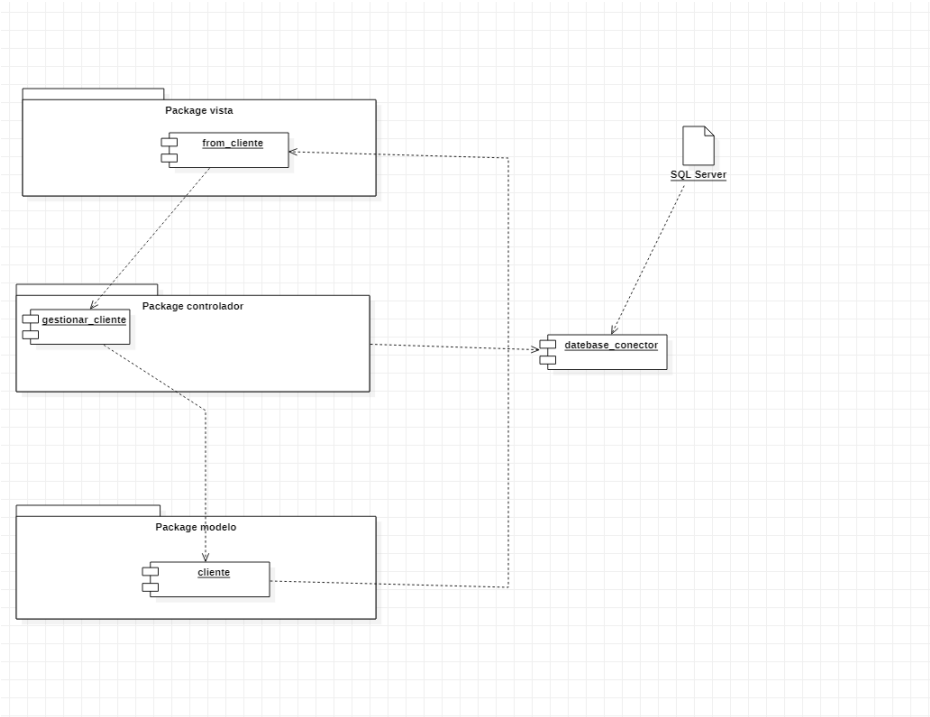 Package vista
from_cliente
SQL Server
Package controlador
gestionar_cliente
datebase_conector
Package modelo
cliente